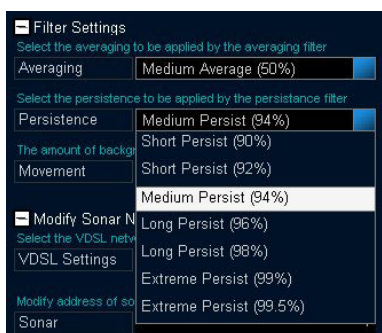 Filter Settings
Select the averaging to be applied by the averaging filter
Averaging Medium Average (50%)
Select the persistence to be applied by the persistance filter
Persistence Medium Persist (94%)
Short Persist (90%)
The amount of backgr
Movement Short Persist (92%)
Medium Persist (94%)
Modify Sonar N Long Persist (96%)
Select the VDSL netw
VDSL Settings Long Persist (98%)
Extreme Persist (99%)
Modify address of so
Sonar Extreme Persist (99.5%)